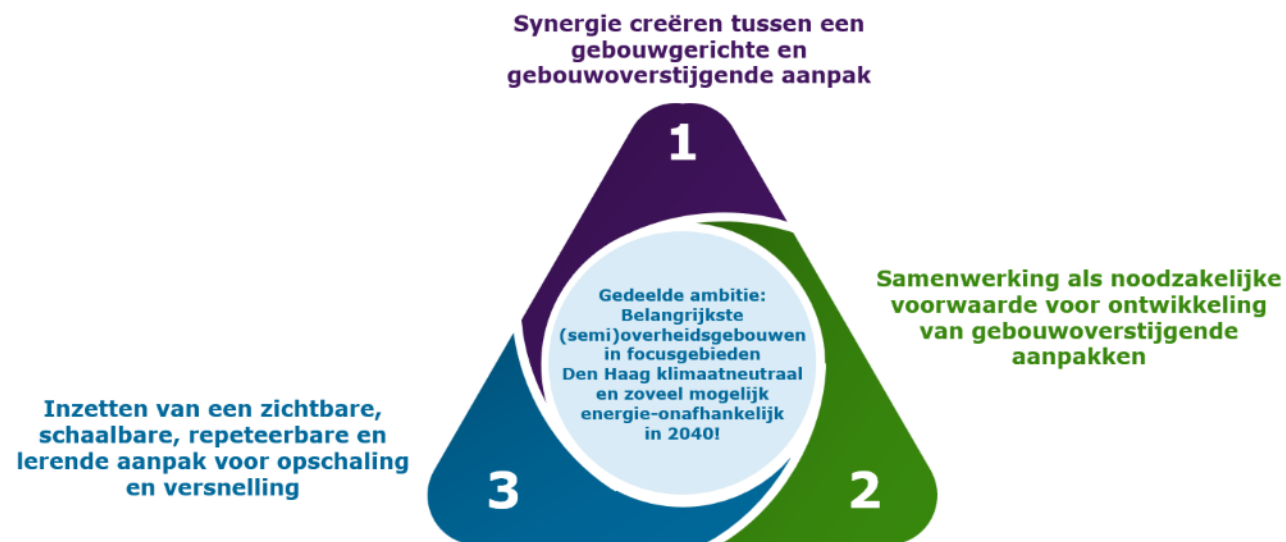 Synergie creëren tussen een
gebouwgerichte en
gebouwoverstijgende aanpak
1
Gedeelde ambitie:
Belangrijkste
(semi)overheidsgebouwen
in focusgebieden
Den Haag klimaatneutraal
en zoveel mogelijk
energie-onafhankelijk
in 2040!
Samenwerking als noodzakelijke
voorwaarde voor ontwikkeling
van gebouwoverstijgende
aanpakken
2
Inzetten van een zichtbare,
schaalbare, repeteerbare en
lerende aanpak voor opschaling
en versnelling
3